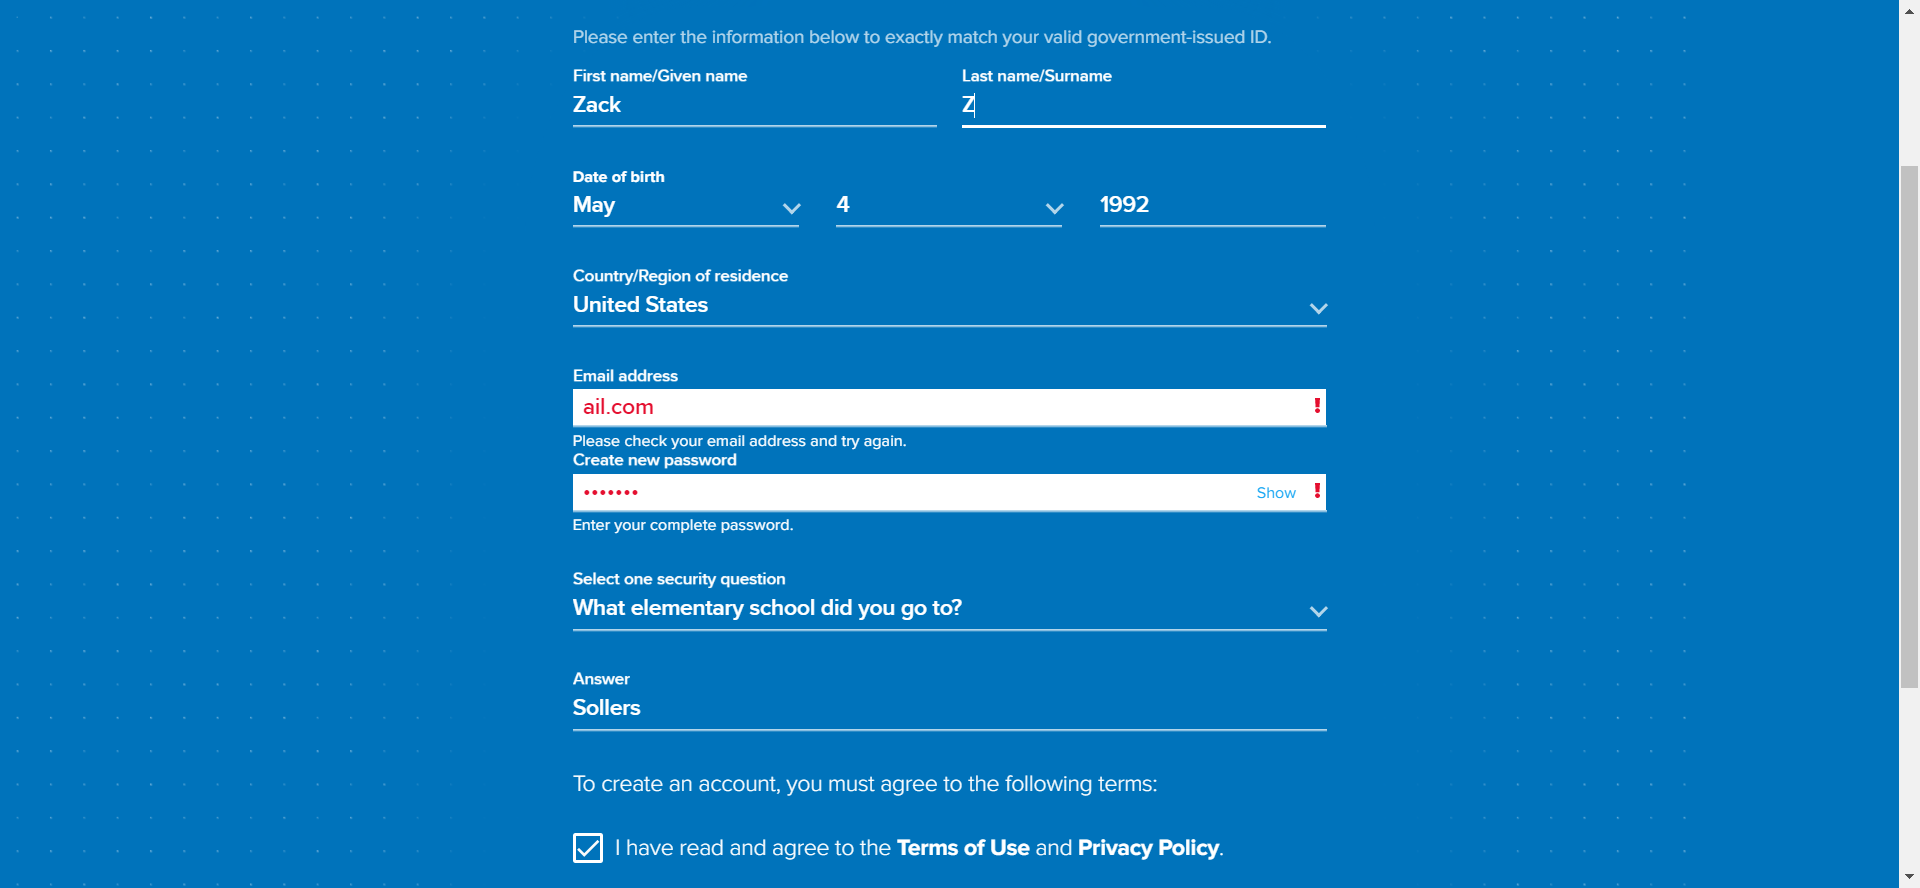 Please enter the information below to exactly match your valid government-issued ID.
First name/Given name Last name/Surname
Zack Z
Date of birth
May 4 1992
Country/Region of residence
United States
Email address
ail.com
Please check your email address and try again.
Create new password
••••••• Show
Enter your complete password.
Select one security question
What elementary school did you go to?
Answer
Sollers
To create an account, you must agree to the following terms:
I have read and agree to the Terms of Use and Privacy Policy.